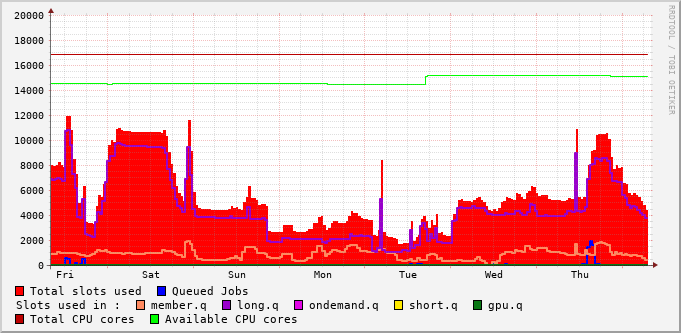 20000
18000
16000
14000
12000
10000
8000
6000
4000
2000
0
Fri Sat Sun Mon Tue Wed Thu
Total slots used Queued Jobs
Slots used in : member.q long.q ondemand.q short.q gpu.q
Total CPU cores Available CPU cores
RRDTOOL / TOBI OETIKER